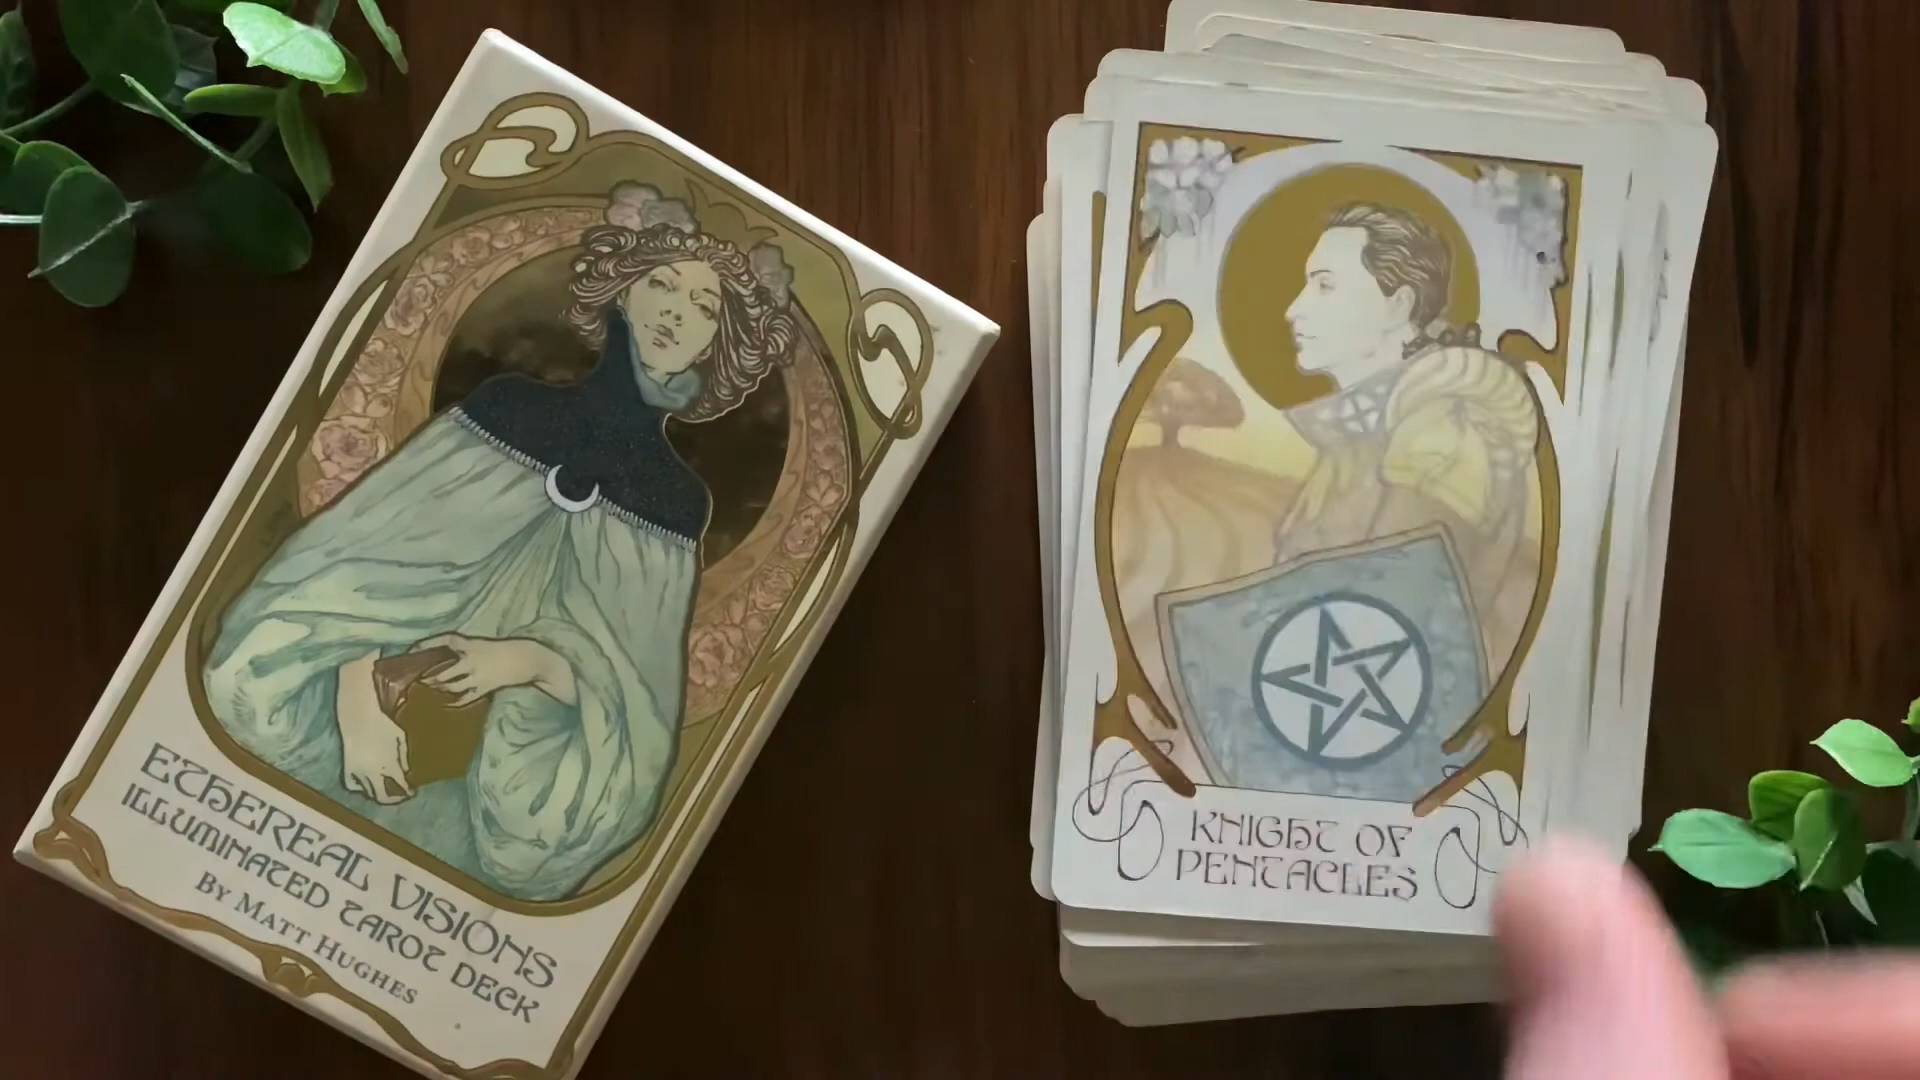 ETHEREAL VISIONS
ILLUMINATED TAROT DECK
BY MATT HUGHES
KNIGHT OF
PENTACLES